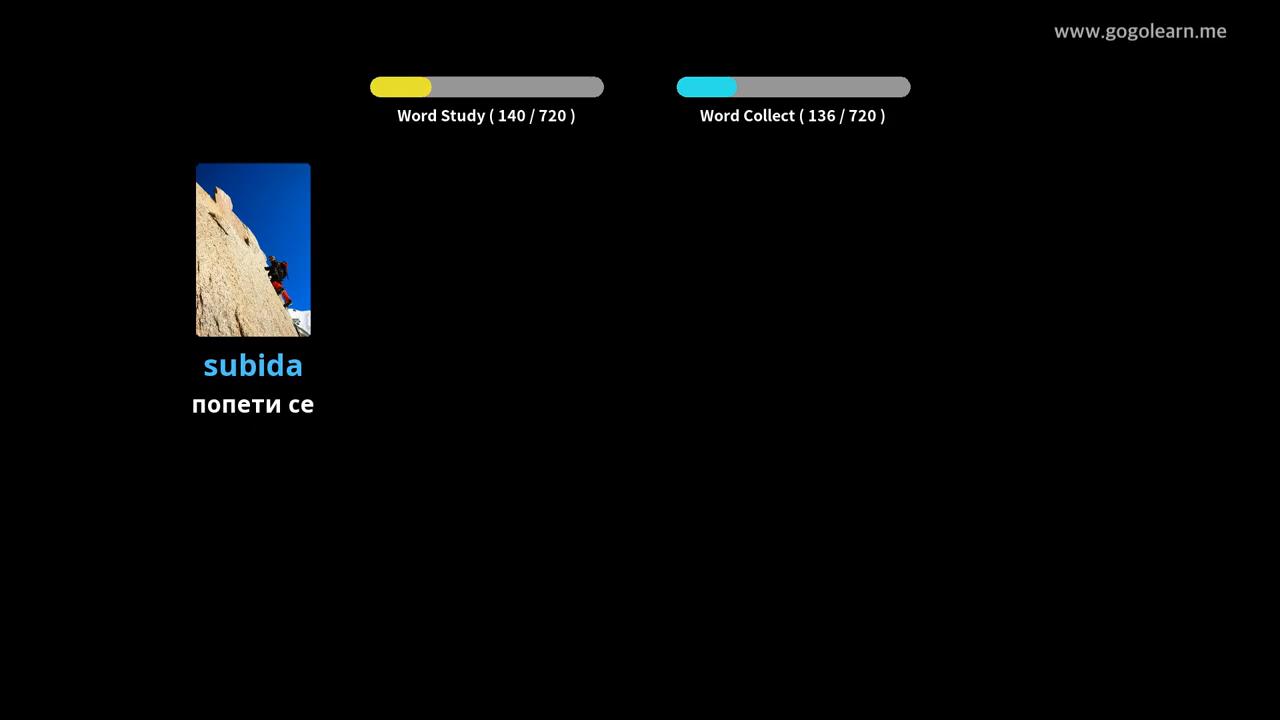 www.gogolearn.me
Word Study ( 140 / 720 )
Word Collect ( 136 / 720 )
subida
попети се